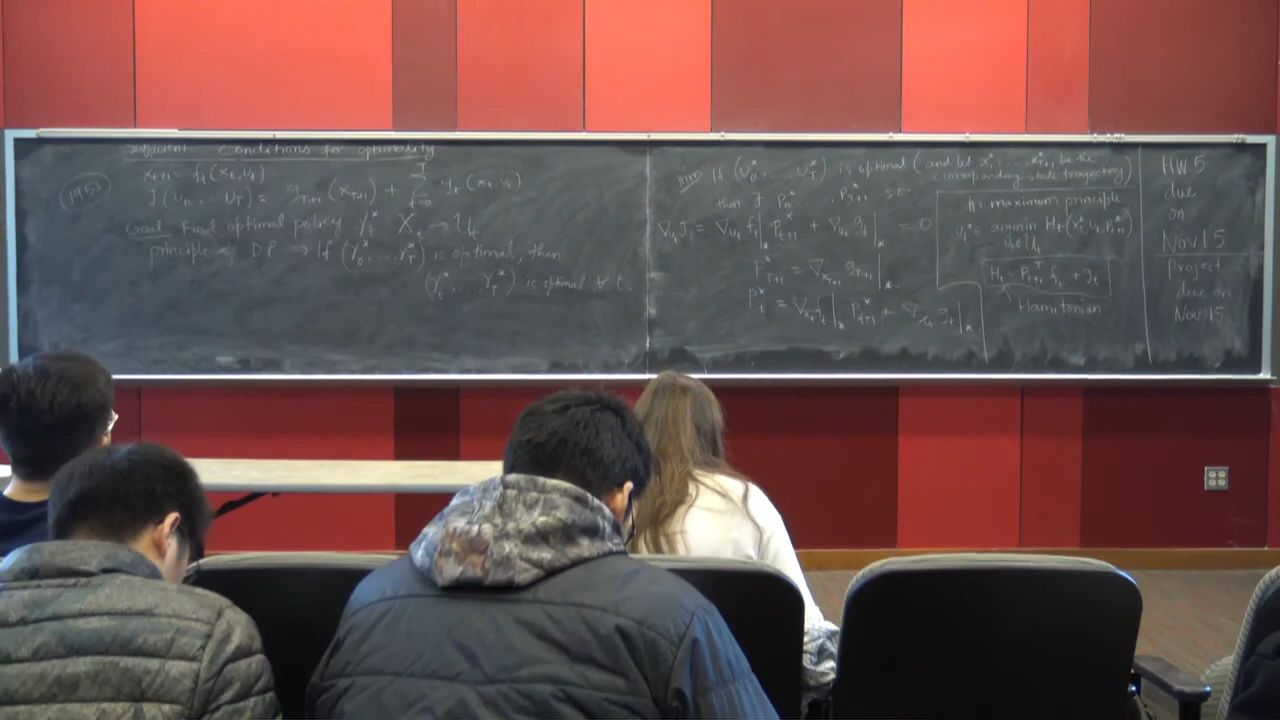 Sufficient Conditions for optimality
(1953)
x_{t+1} = f_t(x_t, u_t)
J(u_0, ... u_T) = g_{T+1}(x_{T+1}) + Σ_{t=0}^{T} g_t(x_t, u_t)
Goal Find optimal policy γ_t^* X_t → U_t
principle of DP ⇒ If (γ_0^*, ... γ_T^*) is optimal, then
(γ_t^*, ... γ_T^*) is optimal ∀ t.
Thm If (u_0^*, ... u_T^*) is optimal (and let x_1^*, ... x_{T+1}^* be the
corresponding state trajectory)
then ∃ P_{T+1}^* s.t.
∇_{u_t} J = ∇_{u_t} f_t|_* P_{t+1}^* + ∇_{u_t} g_t|_* = 0
P_{T+1}^* = ∇_{x_{T+1}} g_{T+1}|_*
P_t^* = ∇_{x_t} f_t|_* P_{t+1}^* + ∇_{x_t} g_t|_*
In maximum principle
u_t^* = argmin H_t(x_t^*, u_t, P_{t+1}^*)
H_t = P_{t+1}^T f_t + g_t
Hamiltonian
HW 5
due
on
Nov 15
Project
due on
Nov 15